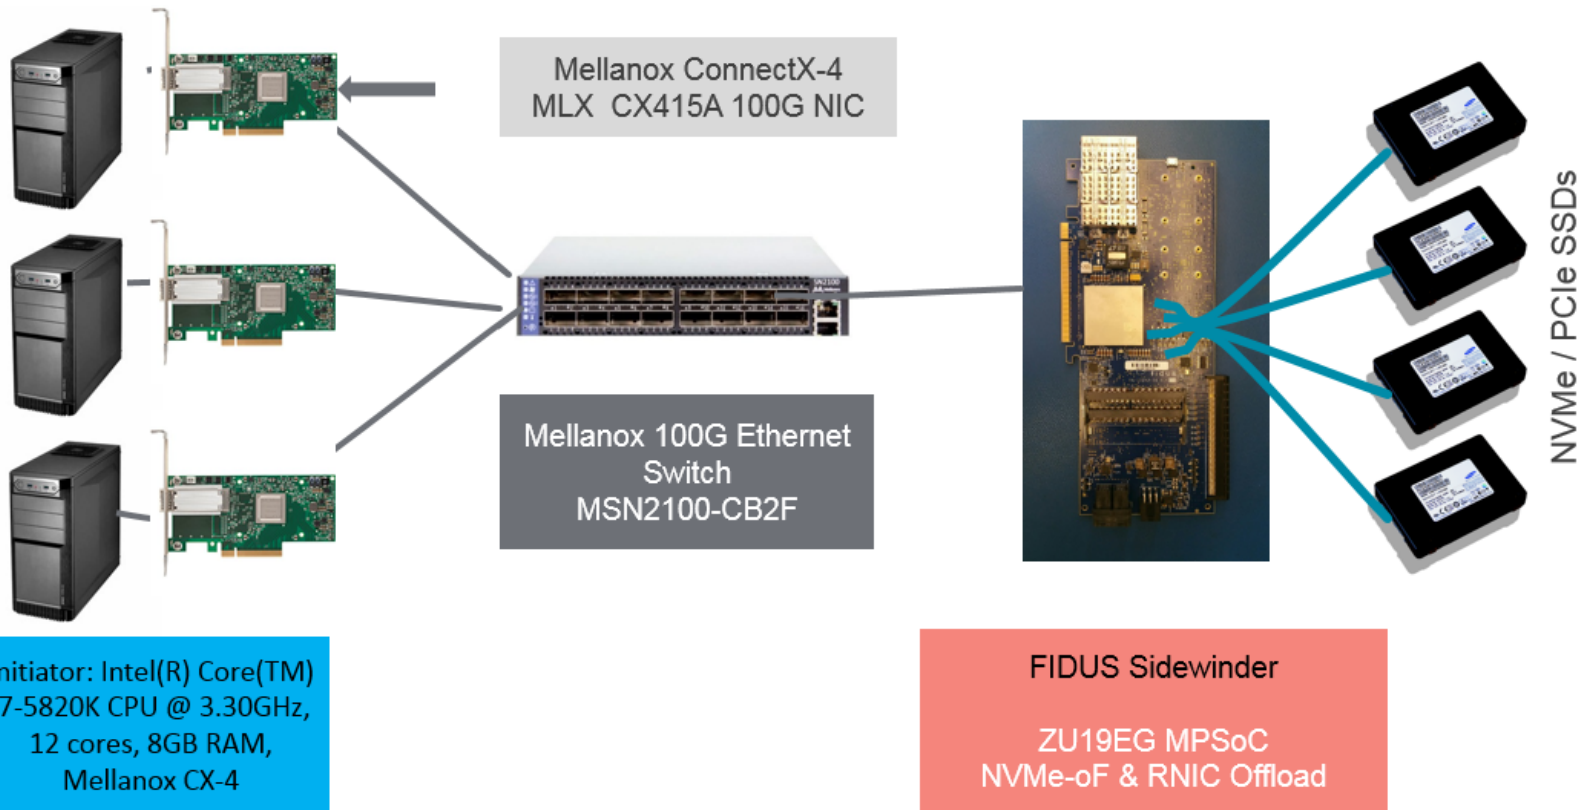 Mellanox ConnectX-4
MLX CX415A 100G NIC
SN2100
Mellanox 100G Ethernet
Switch
MSN2100-CB2F
NVMe / PCIe SSDs
nitiator: Intel(R) Core(TM)
7-5820K CPU @ 3.30GHz,
12 cores, 8GB RAM,
Mellanox CX-4
FIDUS Sidewinder
ZU19EG MPSoC
NVMe-oF & RNIC Offload